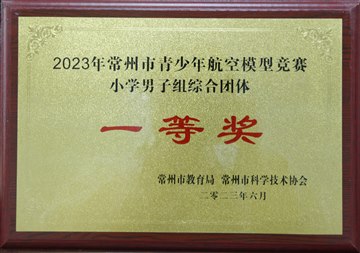 2023年常州市青少年航空模型竞赛
小学男子组综合团体
一等奖
常州市教育局 常州市科学技术协会
二零二三年六月